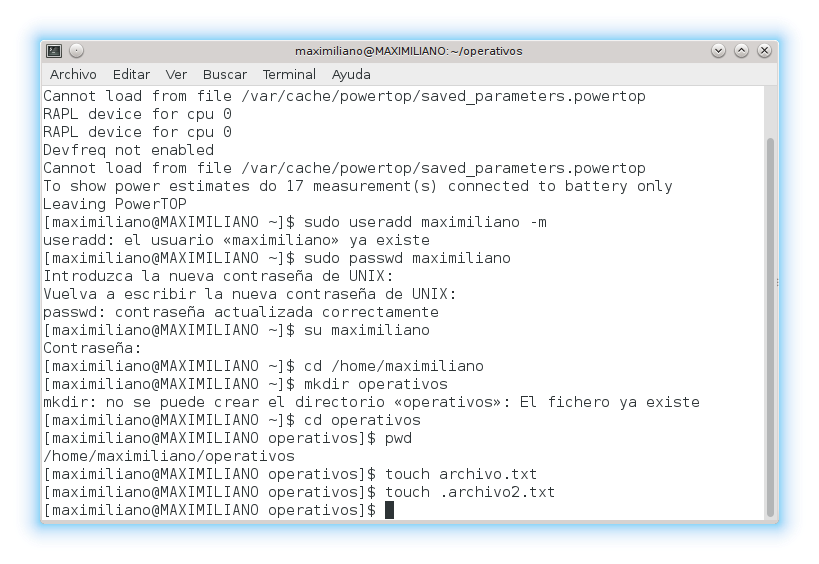 maximiliano@MAXIMILIANO:~/operativos
Archivo Editar Ver Buscar Terminal Ayuda
Cannot load from file /var/cache/powertop/saved_parameters.powertop
RAPL device for cpu 0
RAPL device for cpu 0
Devfreq not enabled
Cannot load from file /var/cache/powertop/saved_parameters.powertop
To show power estimates do 17 measurement(s) connected to battery only
Leaving PowerTOP
[maximiliano@MAXIMILIANO ~]$ sudo useradd maximiliano -m
useradd: el usuario «maximiliano» ya existe
[maximiliano@MAXIMILIANO ~]$ sudo passwd maximiliano
Introduzca la nueva contraseña de UNIX:
Vuelva a escribir la nueva contraseña de UNIX:
passwd: contraseña actualizada correctamente
[maximiliano@MAXIMILIANO ~]$ su maximiliano
Contraseña:
[maximiliano@MAXIMILIANO ~]$ cd /home/maximiliano
[maximiliano@MAXIMILIANO ~]$ mkdir operativos
mkdir: no se puede crear el directorio «operativos»: El fichero ya existe
[maximiliano@MAXIMILIANO ~]$ cd operativos
[maximiliano@MAXIMILIANO operativos]$ pwd
/home/maximiliano/operativos
[maximiliano@MAXIMILIANO operativos]$ touch archivo.txt
[maximiliano@MAXIMILIANO operativos]$ touch .archivo2.txt
[maximiliano@MAXIMILIANO operativos]$